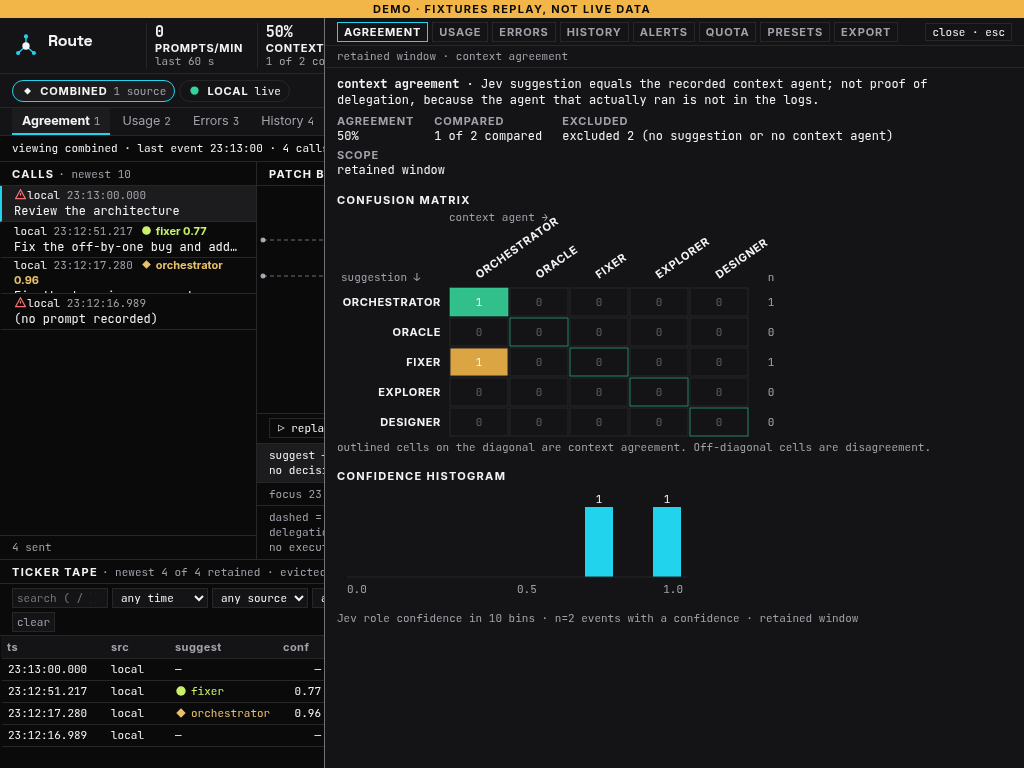 DEMO · FIXTURES REPLAY, NOT LIVE DATA
Route
0
PROMPTS/MIN
last 60 s
50%
CONTEXT
1 of 2 co
COMBINED 1 source
LOCAL live
Agreement 1
Usage 2
Errors 3
History 4
viewing combined · last event 23:13:00 · 4 calls
CALLS · newest 10
local 23:13:00.000
Review the architecture
local 23:12:51.217 fixer 0.77
Fix the off-by-one bug and add…
local 23:12:17.280 orchestrator
0.96
local 23:12:16.989
(no prompt recorded)
4 sent
PATCH B
▷ repla
suggest
no decisi
focus 23
dashed =
delegatio
no execut
TICKER TAPE · newest 4 of 4 retained · evicted
search ( /
any time
any source
clear
ts src suggest conf
23:13:00.000 local — —
23:12:51.217 local fixer 0.77
23:12:17.280 local orchestrator 0.96
23:12:16.989 local — —
AGREEMENT
USAGE
ERRORS
HISTORY
ALERTS
QUOTA
PRESETS
EXPORT
close · esc
retained window · context agreement
context agreement · Jev suggestion equals the recorded context agent; not proof of
delegation, because the agent that actually ran is not in the logs.
AGREEMENT COMPARED EXCLUDED
50% 1 of 2 compared excluded 2 (no suggestion or no context agent)
SCOPE
retained window
CONFUSION MATRIX
context agent →
suggestion ↓ ORCHESTRATOR ORACLE FIXER EXPLORER DESIGNER n
ORCHESTRATOR 1 0 0 0 0 1
ORACLE 0 0 0 0 0 0
FIXER 1 0 0 0 0 1
EXPLORER 0 0 0 0 0 0
DESIGNER 0 0 0 0 0 0
outlined cells on the diagonal are context agreement. Off-diagonal cells are disagreement.
CONFIDENCE HISTOGRAM
1 1
0.0 0.5 1.0
Jev role confidence in 10 bins · n=2 events with a confidence · retained window